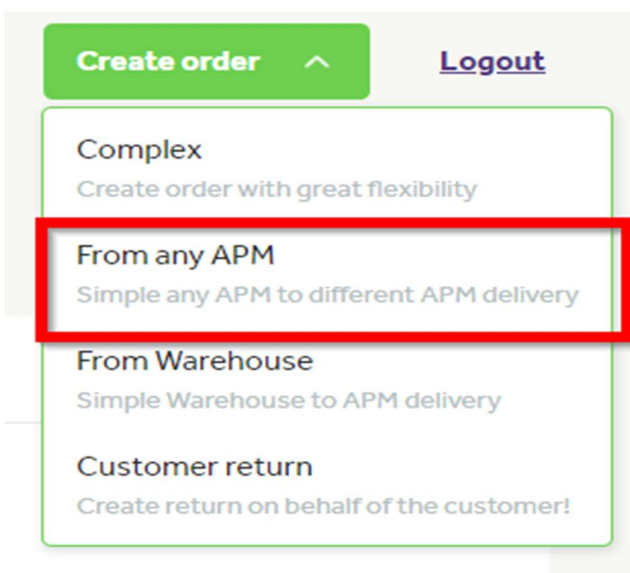 Create order
Logout
Complex
Create order with great flexibility
From any APM
Simple any APM to different APM delivery
From Warehouse
Simple Warehouse to APM delivery
Customer return
Create return on behalf of the customer!